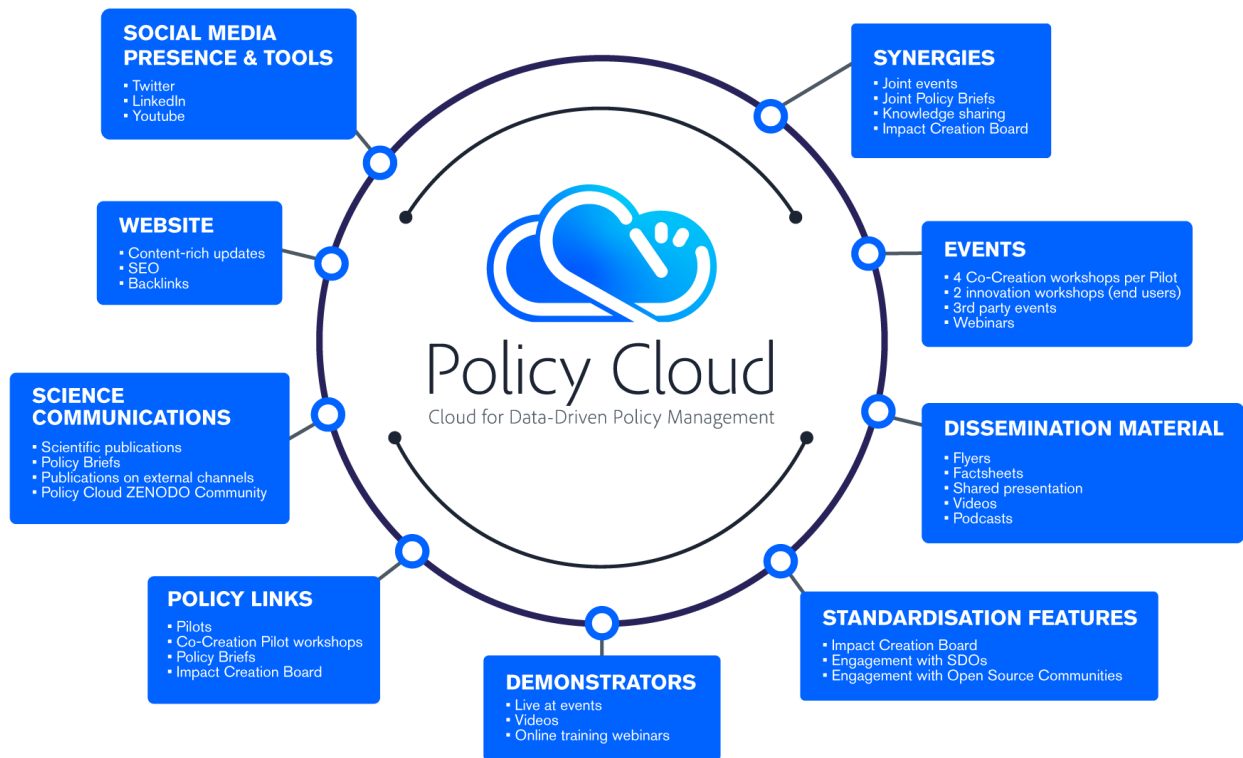 SOCIAL MEDIA
PRESENCE & TOOLS
▪ Twitter
▪ LinkedIn
▪ Youtube
SYNERGIES
▪ Joint events
▪ Joint Policy Briefs
▪ Knowledge sharing
▪ Impact Creation Board
WEBSITE
▪ Content-rich updates
▪ SEO
▪ Backlinks
EVENTS
▪ 4 Co-Creation workshops per Pilot
▪ 2 innovation workshops (end users)
▪ 3rd party events
▪ Webinars
Policy Cloud
Cloud for Data-Driven Policy Management
SCIENCE
COMMUNICATIONS
▪ Scientific publications
▪ Policy Briefs
▪ Publications on external channels
▪ Policy Cloud ZENODO Community
DISSEMINATION MATERIAL
▪ Flyers
▪ Factsheets
▪ Shared presentation
▪ Videos
▪ Podcasts
POLICY LINKS
▪ Pilots
▪ Co-Creation Pilot workshops
▪ Policy Briefs
▪ Impact Creation Board
STANDARDISATION FEATURES
▪ Impact Creation Board
▪ Engagement with SDOs
▪ Engagement with Open Source Communities
DEMONSTRATORS
▪ Live at events
▪ Videos
▪ Online training webinars